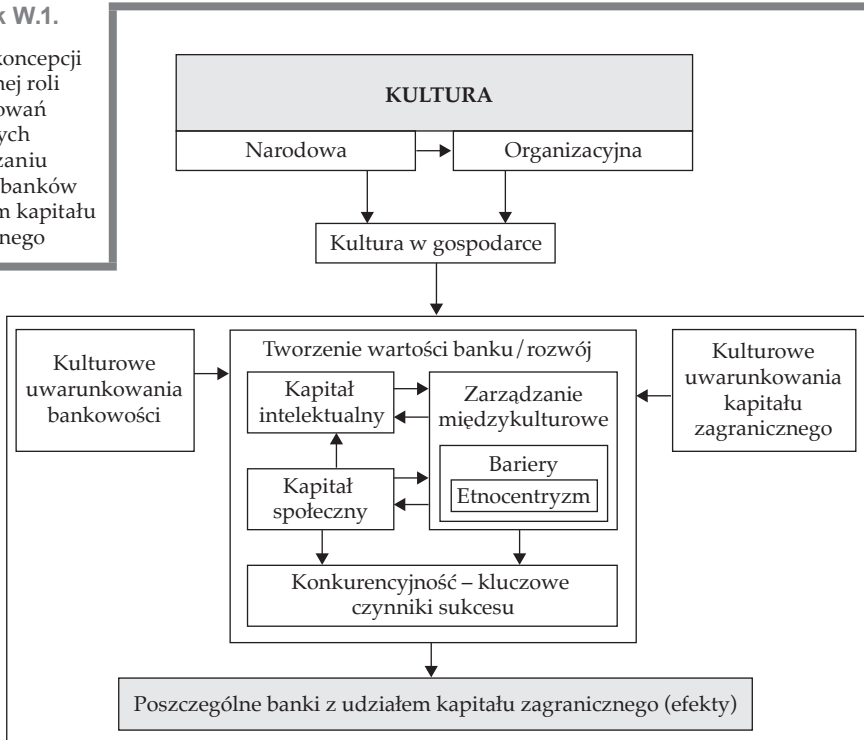 k W.1.
koncepcji
nej roli
owań
ych
zaniu
banków
m kapitału
nego
KULTURA
Narodowa
Organizacyjna
Kultura w gospodarce
Kulturowe
uwarunkowania
bankowości
Tworzenie wartości banku / rozwój
Kapitał
intelektualny
Zarządzanie
międzykulturowe
Bariery
Etnocentryzm
Kapitał
społeczny
Konkurencyjność – kluczowe
czynniki sukcesu
Kulturowe
uwarunkowania
kapitału
zagranicznego
Poszczególne banki z udziałem kapitału zagranicznego (efekty)